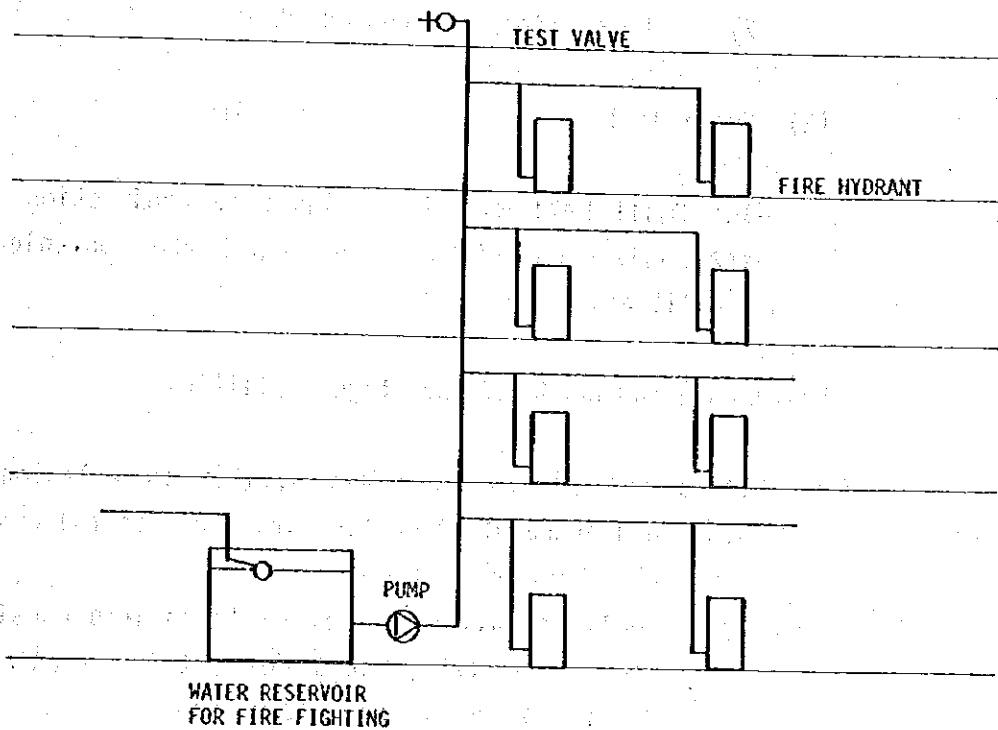 TEST VALVE
FIRE HYDRANT
PUMP
WATER RESERVOIR
FOR FIRE FIGHTING